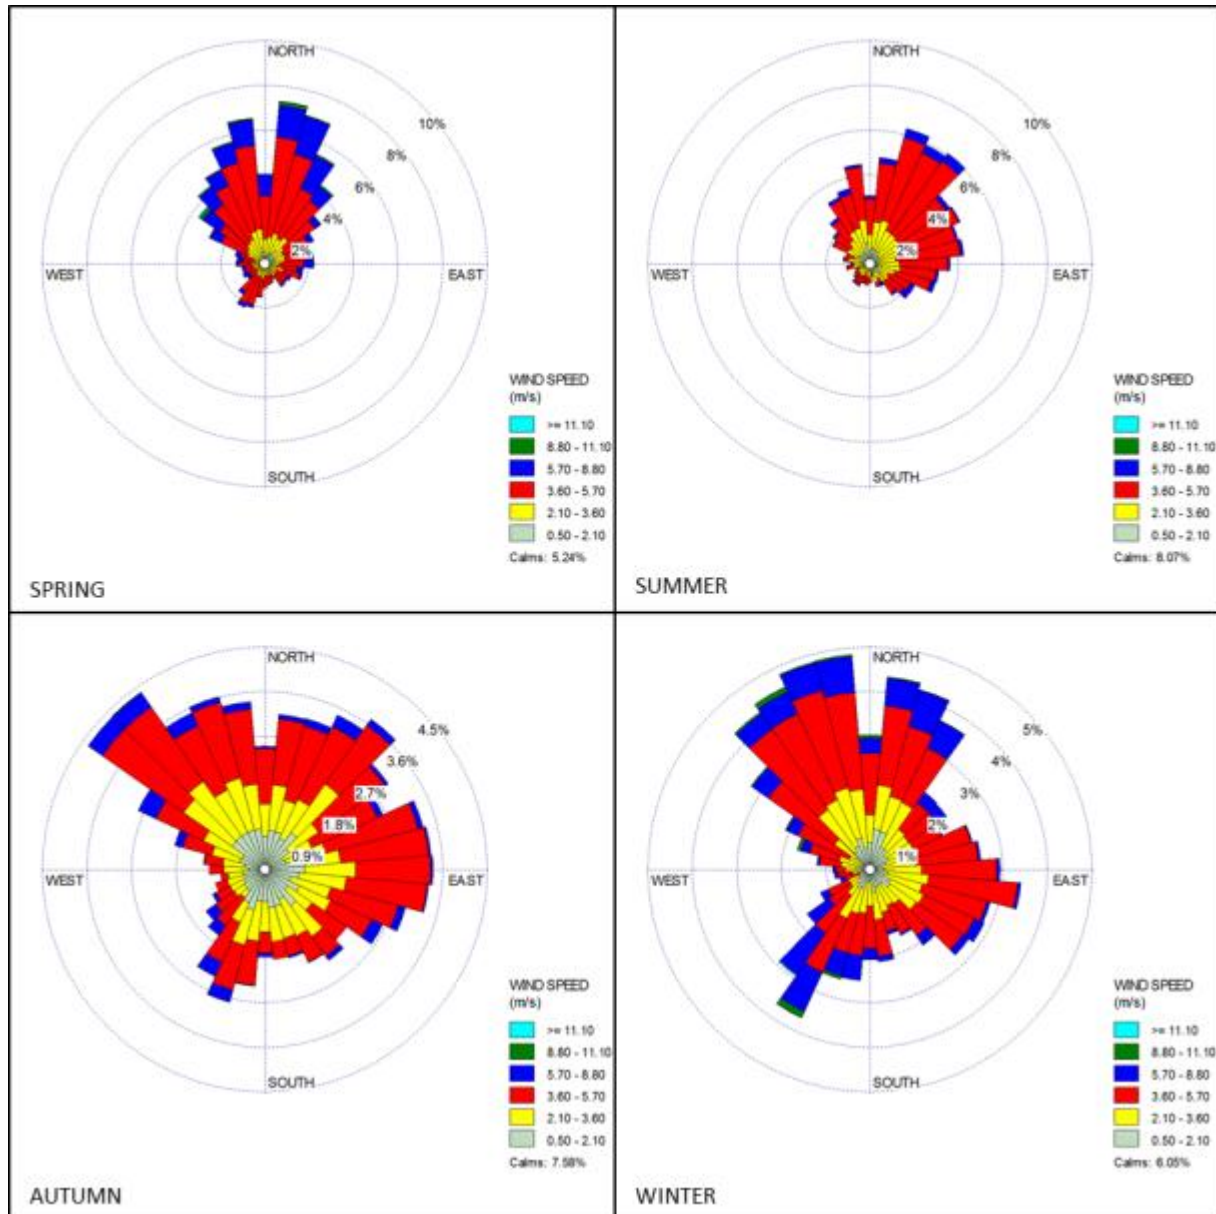 NORTH
10%
8%
6%
4%
2%
WEST
EAST
SOUTH
WIND SPEED
(m/s)
>= 11.10
8.80 - 11.10
5.70 - 8.80
3.60 - 5.70
2.10 - 3.60
0.50 - 2.10
Calms: 5.24%
SPRING
NORTH
10%
8%
6%
4%
2%
WEST
EAST
SOUTH
WIND SPEED
(m/s)
>= 11.10
8.80 - 11.10
5.70 - 8.80
3.60 - 5.70
2.10 - 3.60
0.50 - 2.10
Calms: 8.07%
SUMMER
NORTH
4.5%
3.6%
2.7%
1.8%
0.9%
WEST
EAST
SOUTH
WIND SPEED
(m/s)
>= 11.10
8.80 - 11.10
5.70 - 8.80
3.60 - 5.70
2.10 - 3.60
0.50 - 2.10
Calms: 7.58%
AUTUMN
NORTH
5%
4%
3%
2%
1%
WEST
EAST
SOUTH
WIND SPEED
(m/s)
>= 11.10
8.80 - 11.10
5.70 - 8.80
3.60 - 5.70
2.10 - 3.60
0.50 - 2.10
Calms: 6.05%
WINTER